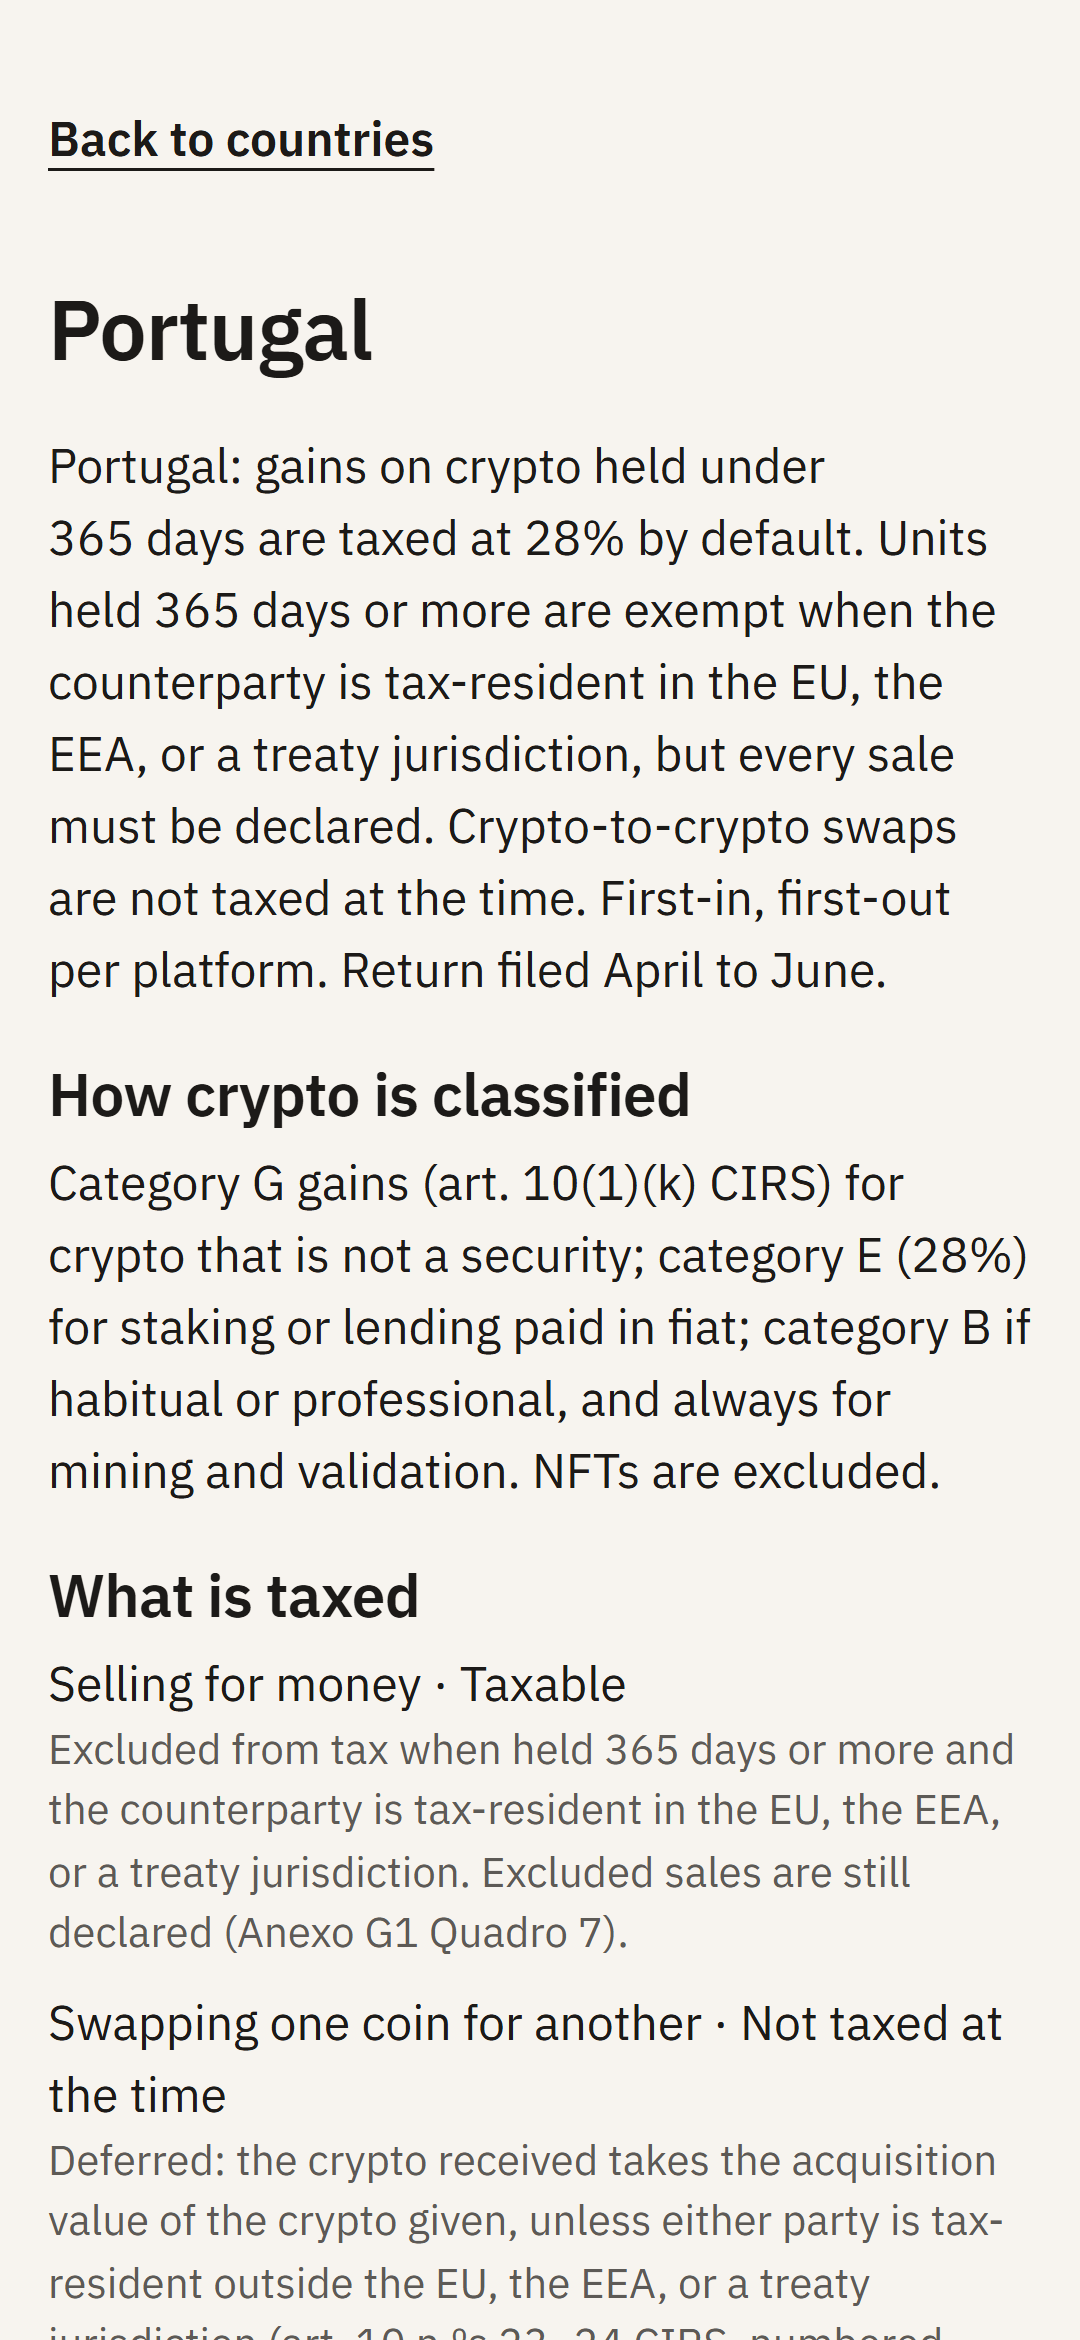 Back to countries
Portugal
Portugal: gains on crypto held under
365 days are taxed at 28% by default. Units
held 365 days or more are exempt when the
counterparty is tax-resident in the EU, the
EEA, or a treaty jurisdiction, but every sale
must be declared. Crypto-to-crypto swaps
are not taxed at the time. First-in, first-out
per platform. Return filed April to June.
How crypto is classified
Category G gains (art. 10(1)(k) CIRS) for
crypto that is not a security; category E (28%)
for staking or lending paid in fiat; category B if
habitual or professional, and always for
mining and validation. NFTs are excluded.
What is taxed
Selling for money · Taxable
Excluded from tax when held 365 days or more and
the counterparty is tax-resident in the EU, the EEA,
or a treaty jurisdiction. Excluded sales are still
declared (Anexo G1 Quadro 7).
Swapping one coin for another · Not taxed at
the time
Deferred: the crypto received takes the acquisition
value of the crypto given, unless either party is tax-
resident outside the EU, the EEA, or a treaty
jurisdiction (art. 10 n.ºs 23, 24 CIRS, numbered